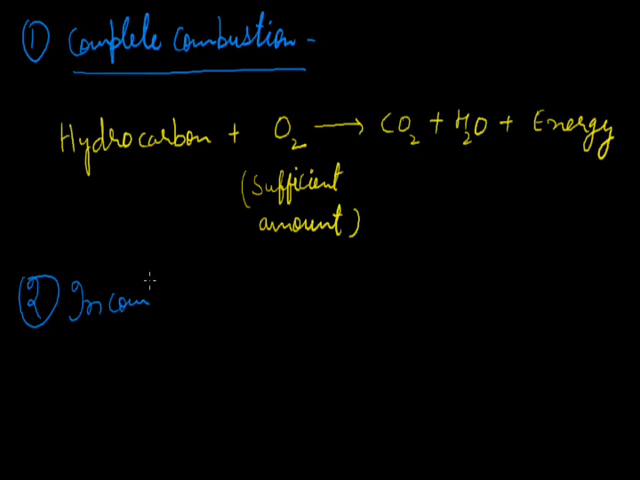 ① Complete Combustion -
Hydrocarbon + O₂ → CO₂ + H₂O + Energy
(Sufficient
amount)
② Incom